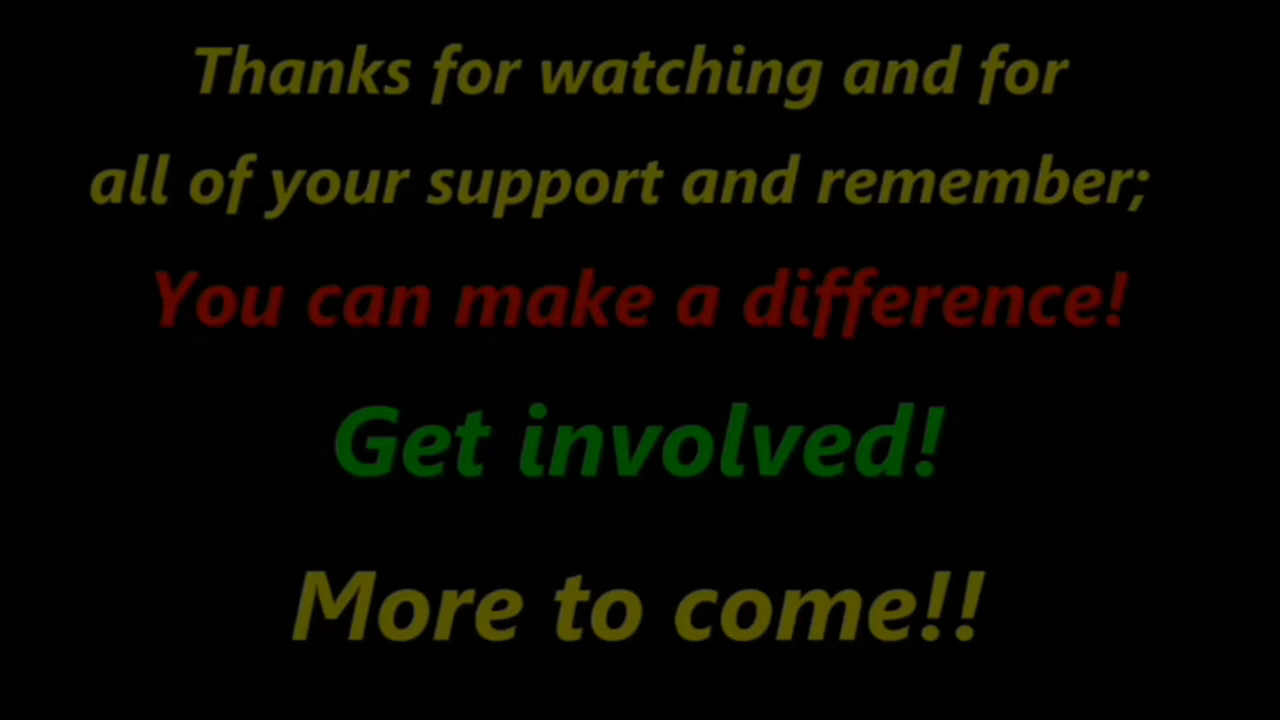 Thanks for watching and for
all of your support and remember;
You can make a difference!
Get involved!
More to come!!